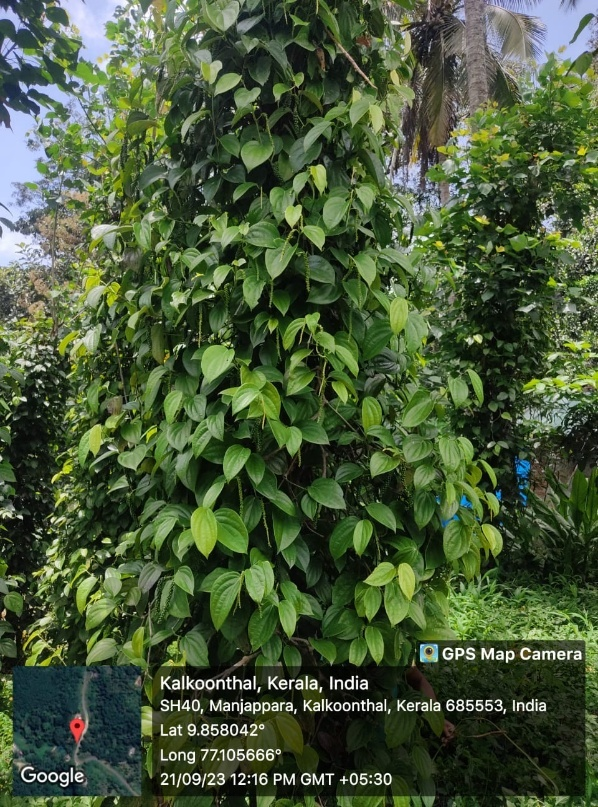 GPS Map Camera
Kalkoonthal, Kerala, India
SH40, Manjappara, Kalkoonthal, Kerala 685553, India
Lat 9.858042°
Long 77.105666°
21/09/23 12:16 PM GMT +05:30
Google